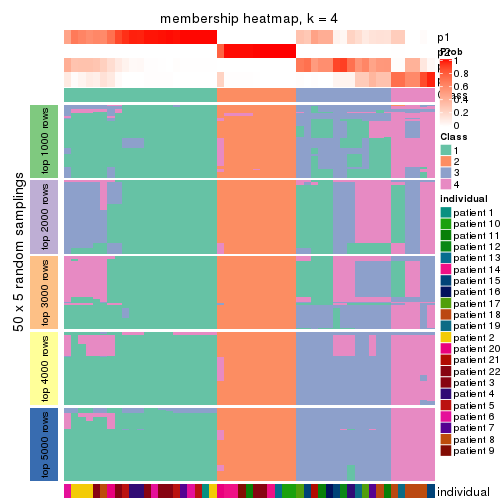 membership heatmap, k = 4
p1
p2
Prob
1
0.8
0.6
0.4
0.2
0
Class
1
2
3
4
individual
patient 1
patient 10
patient 11
patient 12
patient 13
patient 14
patient 15
patient 16
patient 17
patient 18
patient 19
patient 2
patient 20
patient 21
patient 22
patient 3
patient 4
patient 5
patient 6
patient 7
patient 8
patient 9
50 x 5 random samplings
top 1000 rows
top 2000 rows
top 3000 rows
top 4000 rows
top 5000 rows
individual